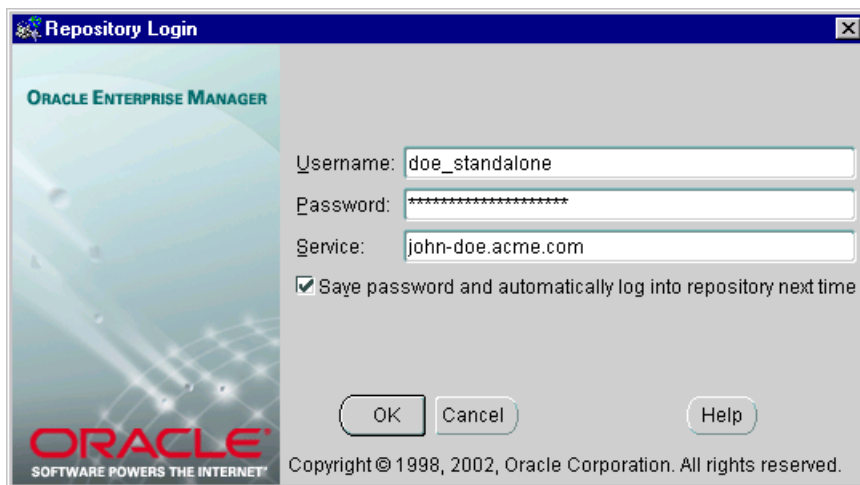 Repository Login
ORACLE ENTERPRISE MANAGER
Username: doe_standalone
Password: ********************
Service: john-doe.acme.com
Save password and automatically log into repository next time
OK Cancel Help
ORACLE®
SOFTWARE POWERS THE INTERNET™
Copyright © 1998, 2002, Oracle Corporation. All rights reserved.